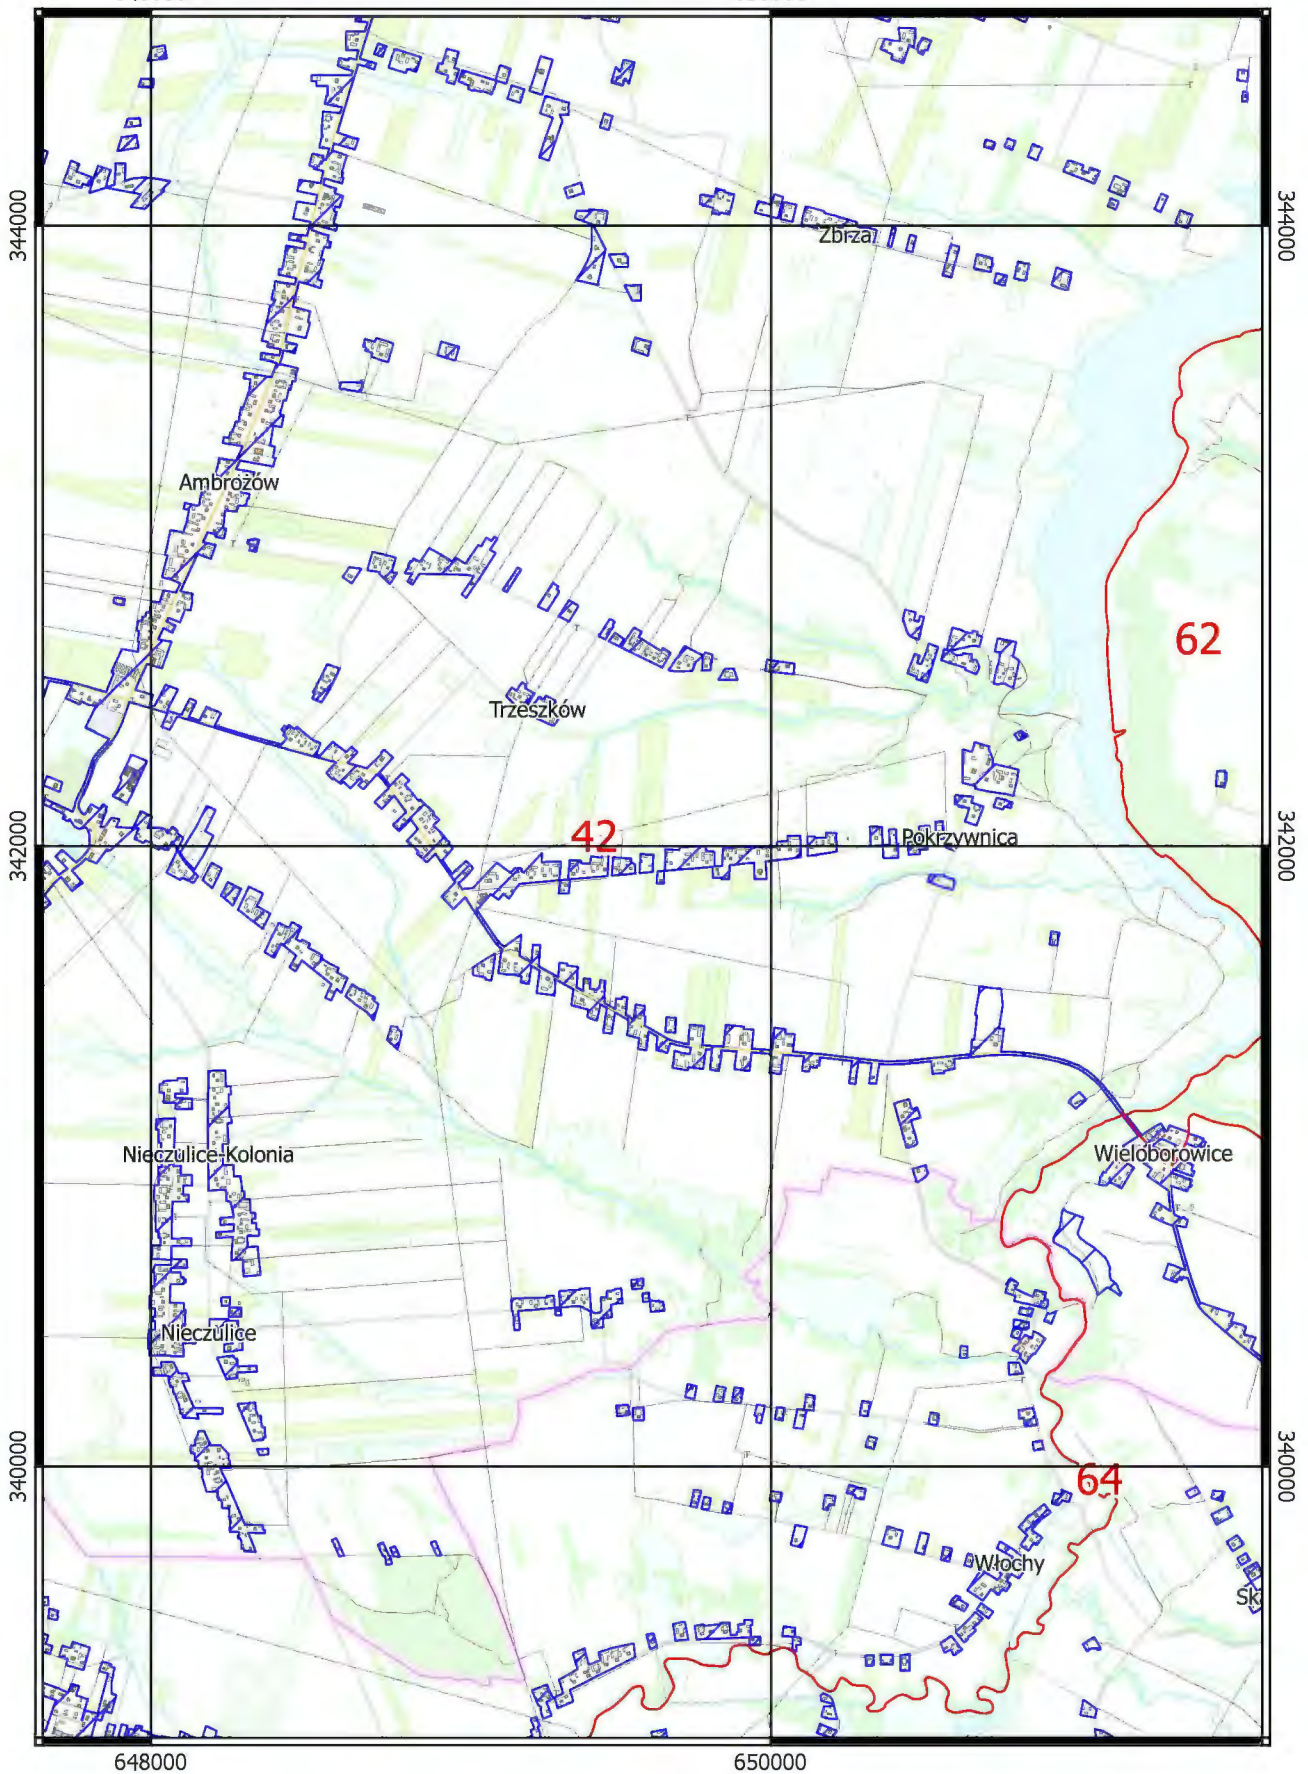 344000
344000
Zbrza
Ambrożów
62
Trzeszków
42
Pokrzywnica
342000
342000
Nieczulice-Kolonia
Wieloborowice
Nieczulice
340000
340000
64
Włochy
Sk
648000
650000